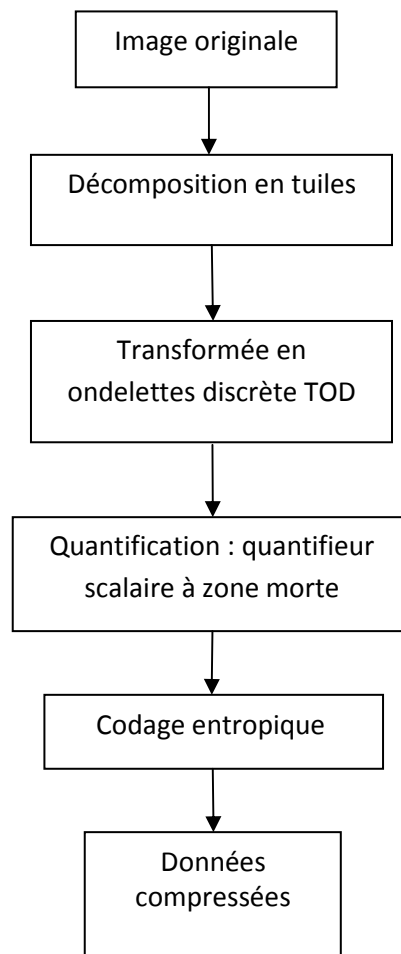 Image originale
Décomposition en tuiles
Transformée en
ondelettes discrète TOD
Quantification : quantifieur
scalaire à zone morte
Codage entropique
Données
compressées